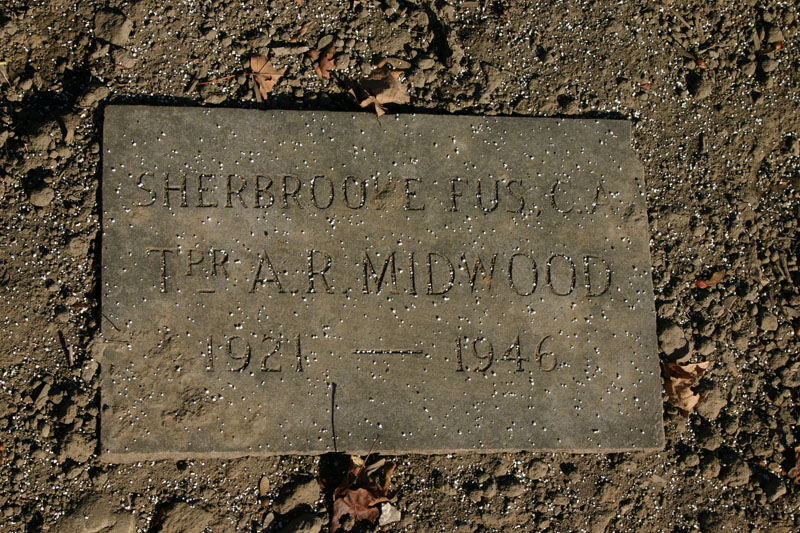 SHERBROOKE FUS. C.A.
TPR A.R. MIDWOOD
1921 — 1946